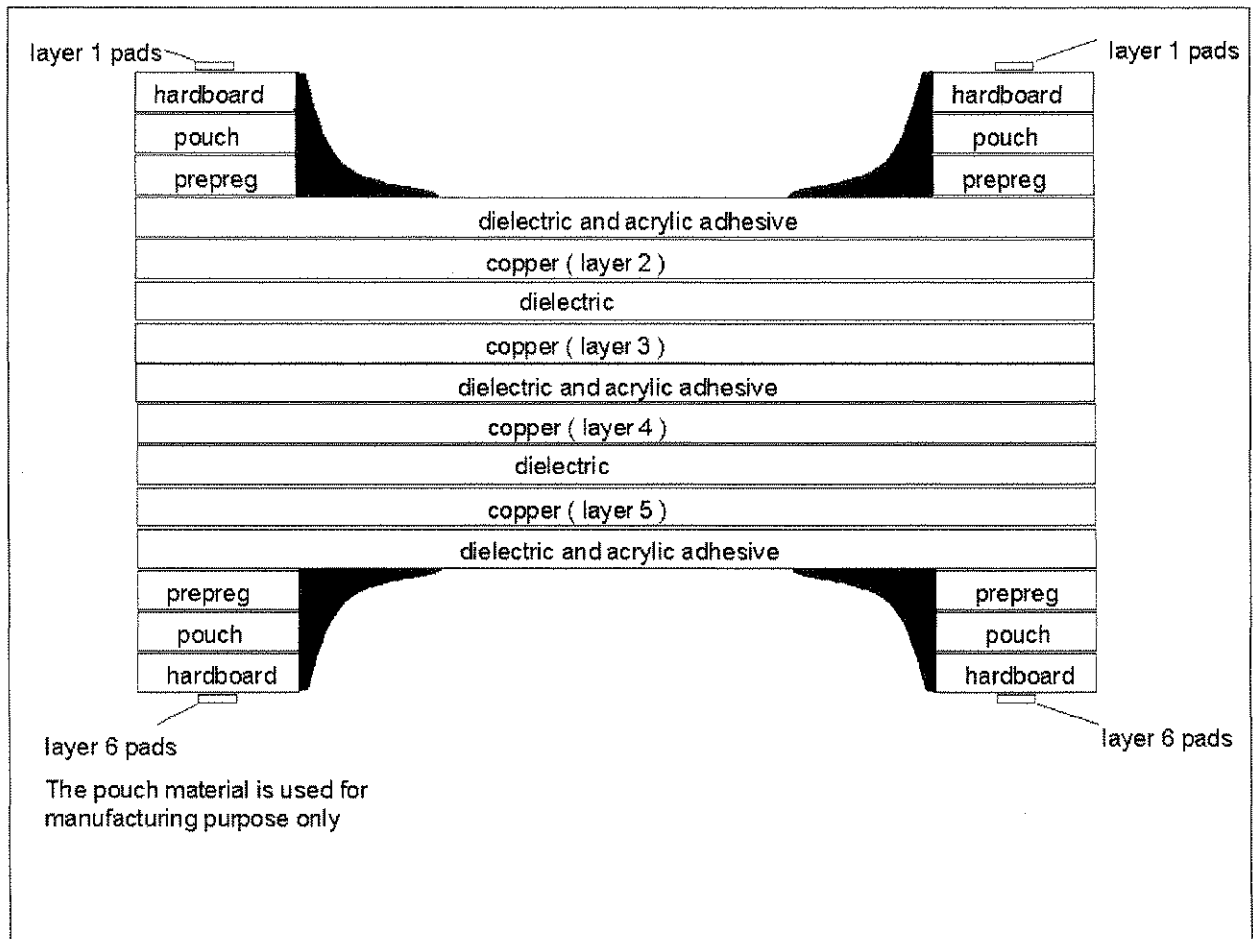 layer 1 pads
layer 1 pads
hardboard
hardboard
pouch
pouch
prepreg
prepreg
dielectric and acrylic adhesive
copper ( layer 2 )
dielectric
copper ( layer 3 )
dielectric and acrylic adhesive
copper ( layer 4 )
dielectric
copper ( layer 5 )
dielectric and acrylic adhesive
prepreg
prepreg
pouch
pouch
hardboard
hardboard
layer 6 pads
layer 6 pads
The pouch material is used for
manufacturing purpose only